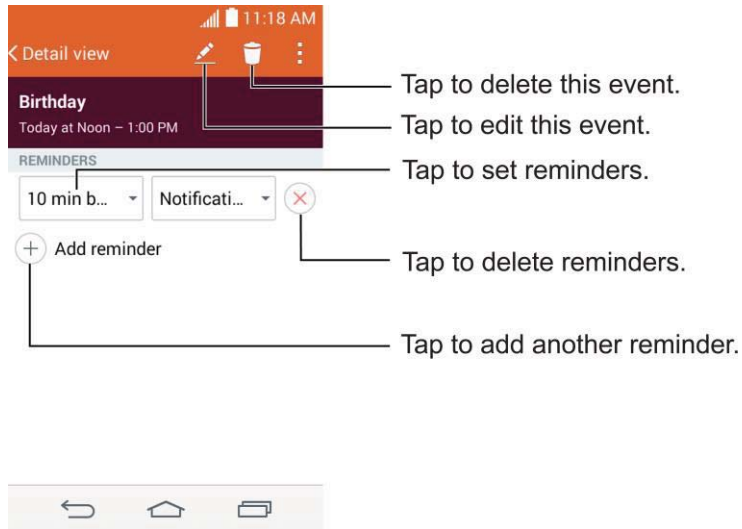 11:18 AM
Detail view
Birthday
Today at Noon – 1:00 PM
REMINDERS
10 min b... Notificati...
Add reminder
Tap to delete this event.
Tap to edit this event.
Tap to set reminders.
Tap to delete reminders.
Tap to add another reminder.